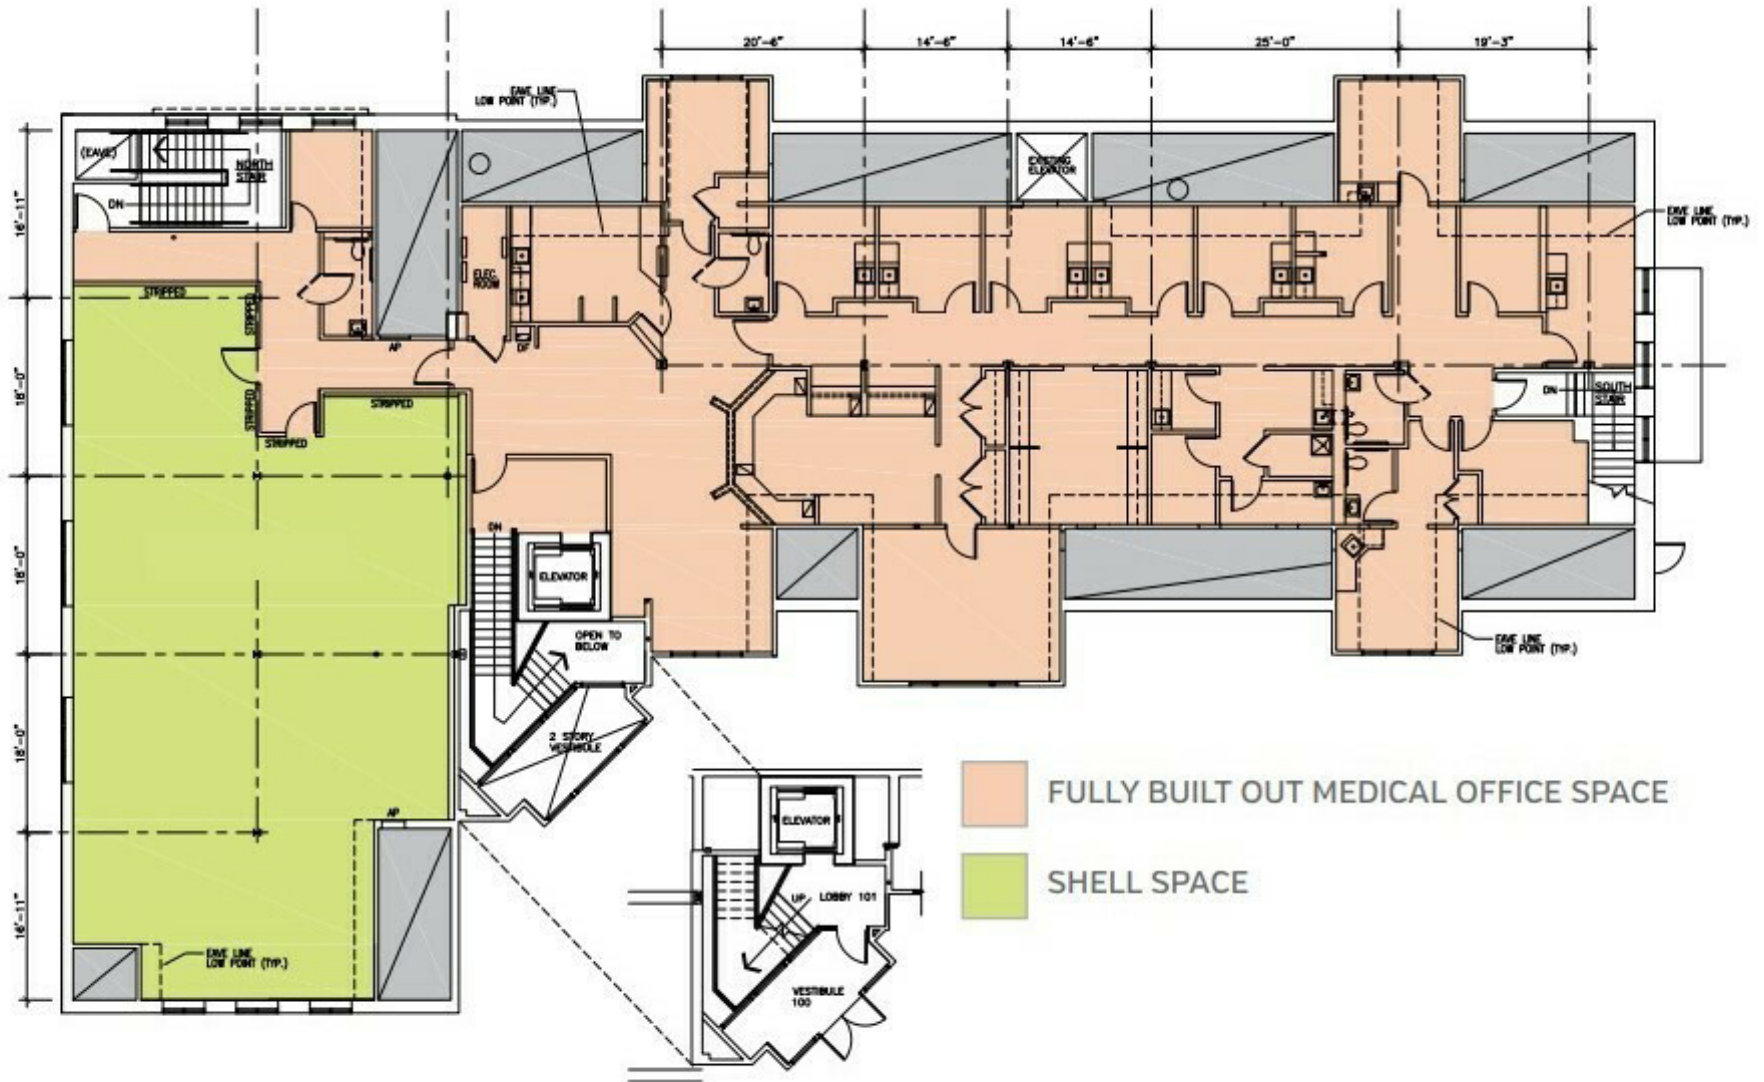 20'-6"
14'-6"
14'-6"
25'-0"
19'-3"
EAVE LINE
LOW POINT (TYP.)
(EAVE)
NORTH
STAIR
DN
EXISTING
ELEVATOR
16'-11"
EAVE LINE
LOW POINT (TYP.)
ELEC.
ROOM
STRIPPED
STRIPPED
AP
DF
18'-0"
STRIPPED
STRIPPED
STRIPPED
DN
SOUTH
STAIR
DN
18'-0"
ELEVATOR
OPEN TO
BELOW
EAVE LINE
LOW POINT (TYP.)
18'-0"
2 STORY
VESTIBULE
AP
ELEVATOR
FULLY BUILT OUT MEDICAL OFFICE SPACE
SHELL SPACE
UP
LOBBY 101
16'-11"
EAVE LINE
LOW POINT (TYP.)
VESTIBULE
100